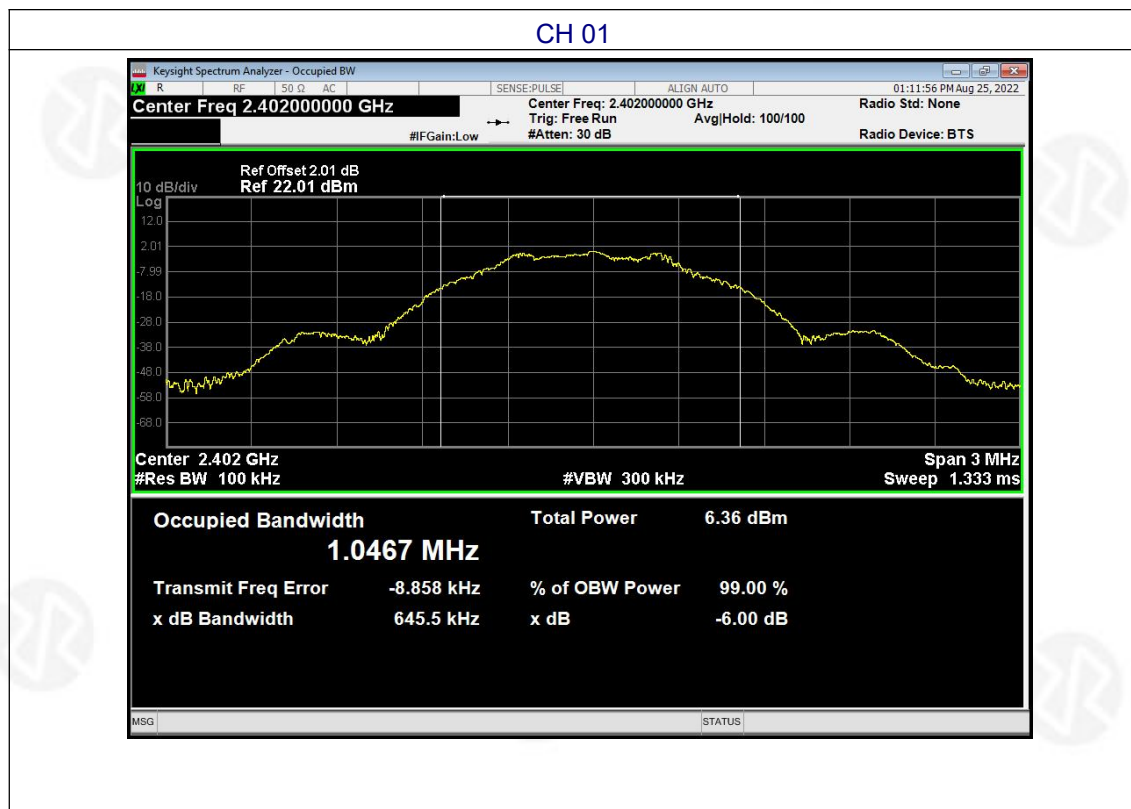 CH 01
Keysight Spectrum Analyzer - Occupied BW
LXI R RF 50 Ω AC SENSE:PULSE ALIGN AUTO 01:11:56 PM Aug 25, 2022
Center Freq 2.402000000 GHz Center Freq: 2.402000000 GHz Radio Std: None
Trig: Free Run Avg|Hold: 100/100
#IFGain:Low #Atten: 30 dB Radio Device: BTS
Ref Offset 2.01 dB
10 dB/div Ref 22.01 dBm
Log
12.0
2.01
-7.99
-18.0
-28.0
-38.0
-48.0
-58.0
-68.0
Center 2.402 GHz Span 3 MHz
#Res BW 100 kHz #VBW 300 kHz Sweep 1.333 ms
Occupied Bandwidth Total Power 6.36 dBm
1.0467 MHz
Transmit Freq Error -8.858 kHz % of OBW Power 99.00 %
x dB Bandwidth 645.5 kHz x dB -6.00 dB
MSG STATUS